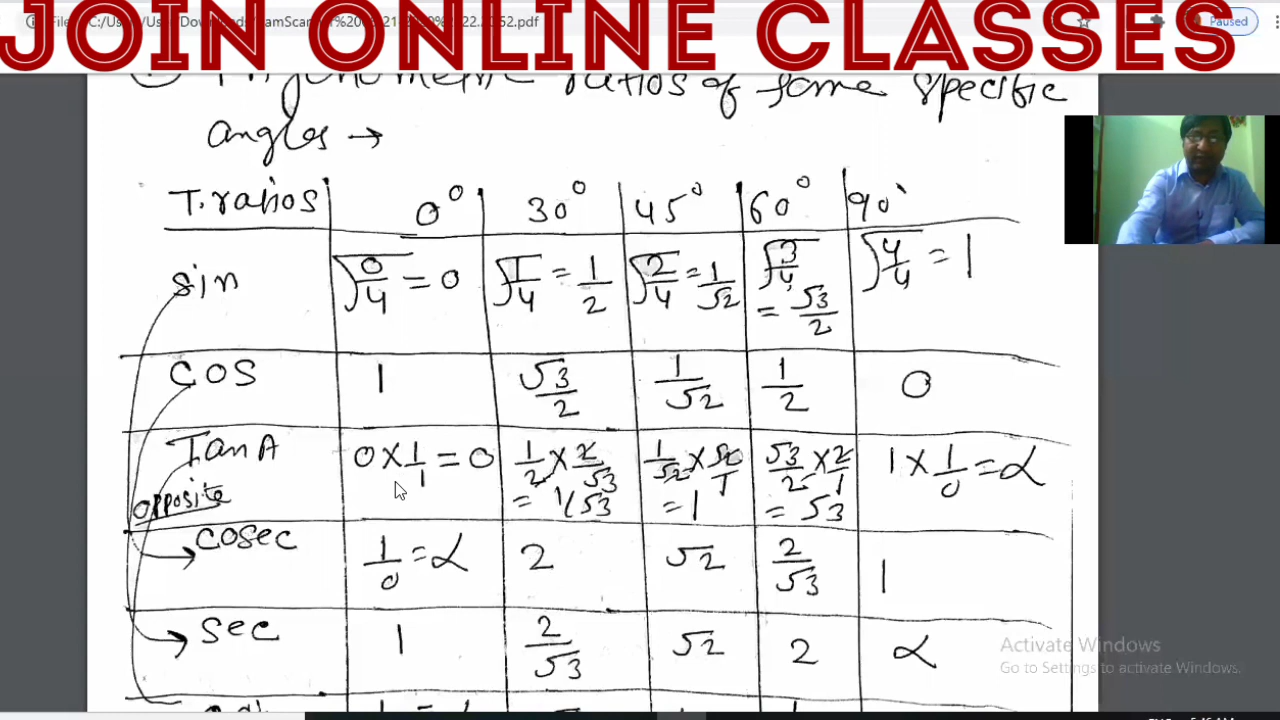 JOIN ONLINE CLASSES
Paused
Trigonometric ratios of some specific
angles →
T.ratios 0° 30° 45° 60° 90°
sin √0/4 = 0 √1/4 = 1/2 √2/4 = 1/√2 √3/4 = √3/2 √4/4 = 1
COS 1 √3/2 1/√2 1/2 0
Tan A 0 × 1/1 = 0 1/2 × 2/√3 = 1/√3 1/√2 × √2/1 = 1 √3/2 × 2/1 = √3 1 × 1/0 = α
opposite
cosec 1/0 = α 2 √2 2/√3 1
sec 1 2/√3 √2 2 α
Activate Windows
Go to Settings to activate Windows.